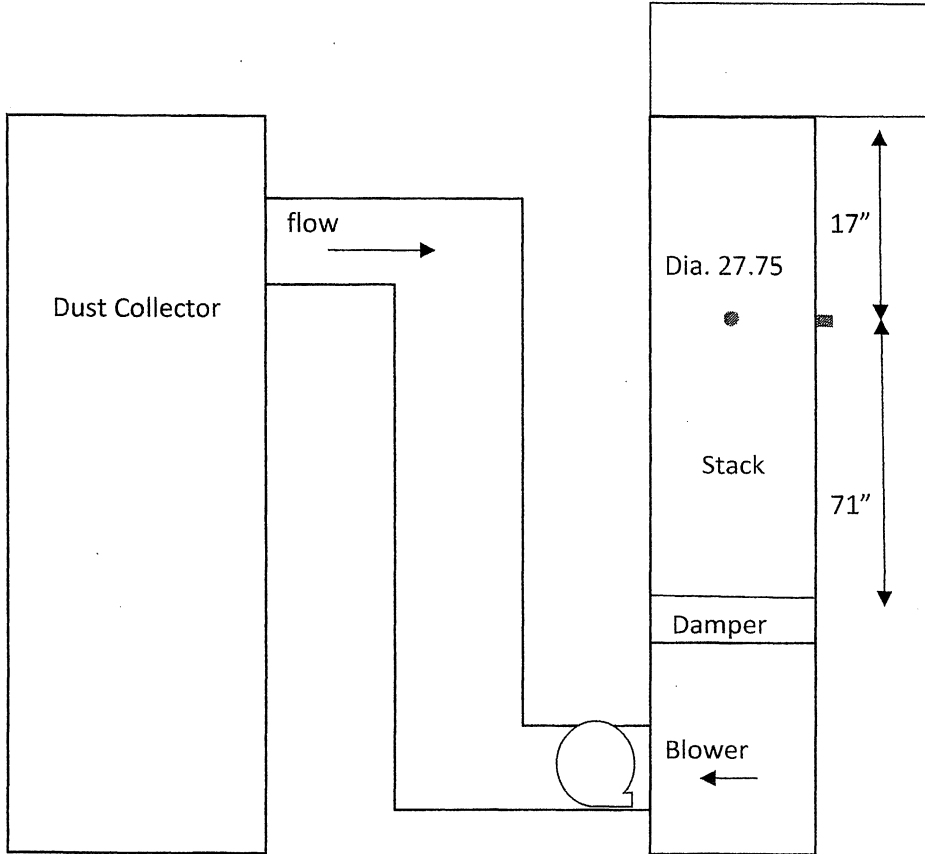 flow
17”
Dia. 27.75
Dust Collector
Stack
71”
Damper
Blower